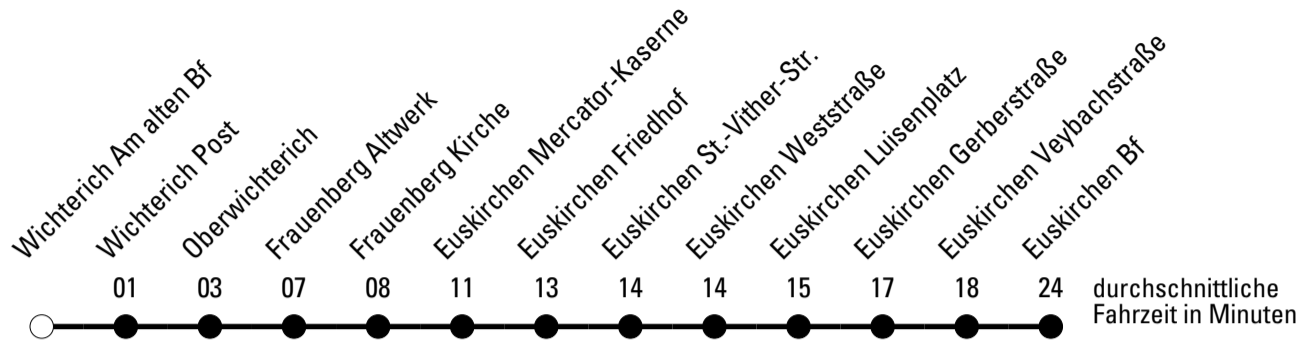 Wichterich Am alten Bf
Wichterich Post
Oberwichterich
Frauenberg Altwerk
Frauenberg Kirche
Euskirchen Mercator-Kaserne
Euskirchen Friedhof
Euskirchen St.-Vither-Str.
Euskirchen Weststraße
Euskirchen Luisenplatz
Euskirchen Gerberstraße
Euskirchen Veybachstraße
Euskirchen Bf
01 03 07 08 11 13 14 14 15 17 18 24 durchschnittliche
Fahrzeit in Minuten